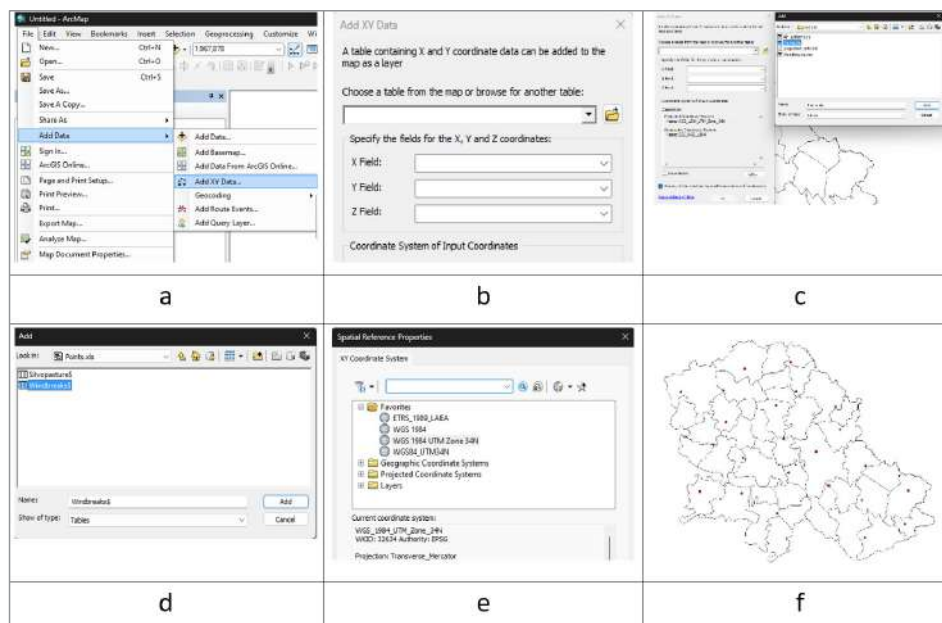 Untitled - ArcMap
File Edit View Bookmarks Insert Selection Geoprocessing Customize Wi
New... Ctrl+N
1:967,078
Open... Ctrl+O
Save Ctrl+S
Save As...
Save A Copy...
Share As
Add Data
Add Data...
Sign In...
Add Basemap...
ArcGIS Online...
Add Data From ArcGIS Online...
Page and Print Setup...
Add XY Data...
Print Preview...
Geocoding
Print...
Add Route Events...
Export Map...
Add Query Layer...
Analyze Map...
Map Document Properties...
Add XY Data
A table containing X and Y coordinate data can be added to the
map as a layer
Choose a table from the map or browse for another table:
Specify the fields for the X, Y and Z coordinates:
X Field:
Y Field:
Z Field:
Coordinate System of Input Coordinates
Add
a
b
c
Add
Look in: Points.xls
Silvopasture$
Windbreaks$
Name: Windbreaks$ Add
Show of type: Tables Cancel
Spatial Reference Properties
XY Coordinate System
Favorites
ETRS_1989_LAEA
WGS 1984
WGS 1984 UTM Zone 34N
WGS84_UTM34N
Geographic Coordinate Systems
Projected Coordinate Systems
Layers
Current coordinate system:
WGS_1984_UTM_Zone_34N
WKID: 32634 Authority: EPSG
Projection: Transverse_Mercator
d
e
f